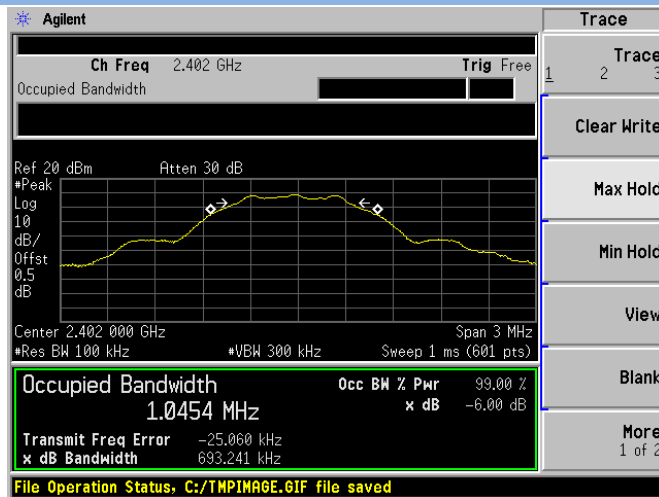 Agilent
Trace
Ch Freq 2.402 GHz Trig Free
Occupied Bandwidth
Trace
1 2 3
Clear Write
Max Hold
Min Hold
View
Blank
More
1 of 2
Ref 20 dBm Atten 30 dB
#Peak
Log
10
dB/
Offst
0.5
dB
Center 2.402 000 GHz Span 3 MHz
#Res BW 100 kHz #VBW 300 kHz Sweep 1 ms (601 pts)
Occupied Bandwidth Occ BW % Pwr 99.00 %
1.0454 MHz x dB -6.00 dB
Transmit Freq Error -25.060 kHz
x dB Bandwidth 693.241 kHz
File Operation Status, C:/TMPIMAGE.GIF file saved